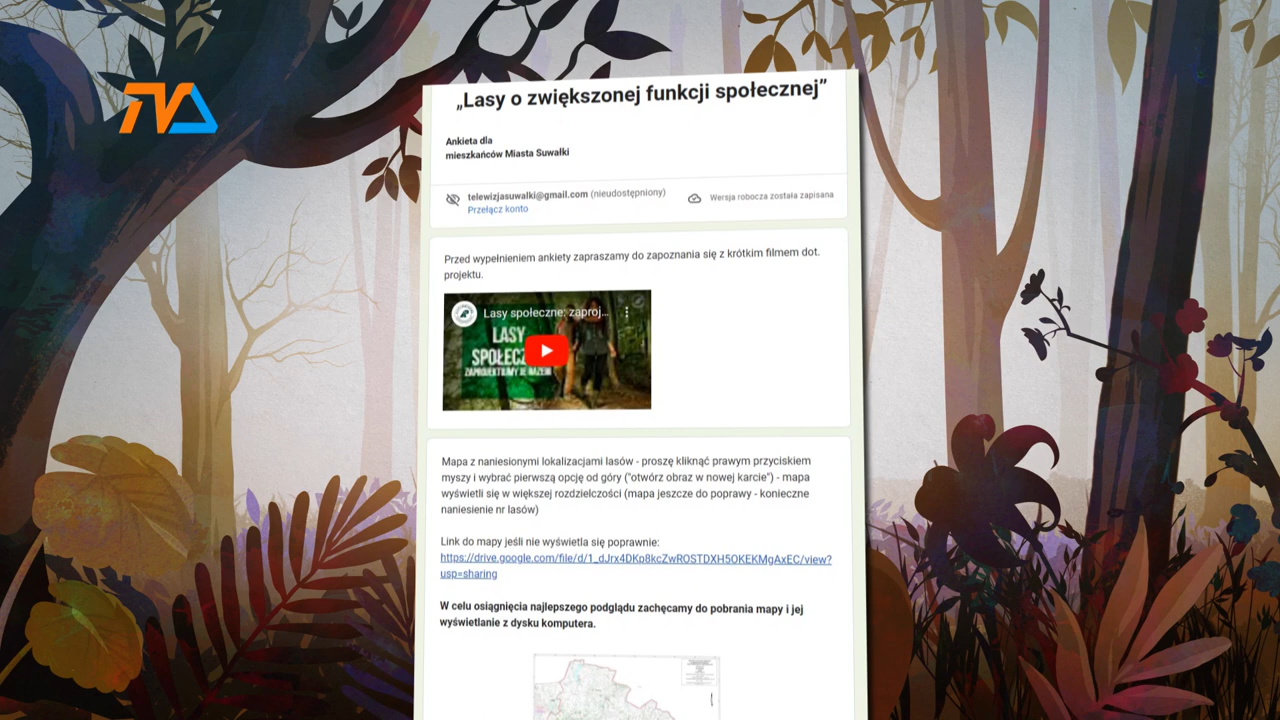 TVA
„Lasy o zwiększonej funkcji społecznej”
Ankieta dla
mieszkańców Miasta Suwałki
telewizjasuwalki@gmail.com (nieudostępniony)
Przełącz konto
Wersja robocza została zapisana
Przed wypełnieniem ankiety zapraszamy do zapoznania się z krótkim filmem dot.
projektu.
Lasy społeczne: zaproj...
LASY
SPOŁECZ
ZAPROJEKTUJMY JE RAZEM
Mapa z naniesionymi lokalizacjami lasów - proszę kliknąć prawym przyciskiem
myszy i wybrać pierwszą opcję od góry ("otwórz obraz w nowej karcie") - mapa
wyświetli się w większej rozdzielczości (mapa jeszcze do poprawy - konieczne
naniesienie nr lasów)
Link do mapy jeśli nie wyświetla się poprawnie:
https://drive.google.com/file/d/1_dJrx4DKp8kcZwROSTDXH5OKEKMgAxEC/view?
usp=sharing
W celu osiągnięcia najlepszego podglądu zachęcamy do pobrania mapy i jej
wyświetlanie z dysku komputera.